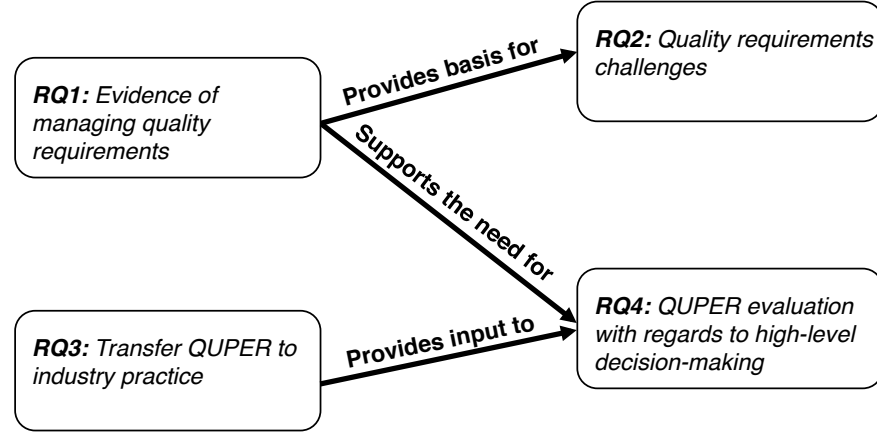 RQ1: Evidence of
managing quality
requirements
Provides basis for
RQ2: Quality requirements
challenges
Supports the need for
RQ3: Transfer QUPER to
industry practice
Provides input to
RQ4: QUPER evaluation
with regards to high-level
decision-making